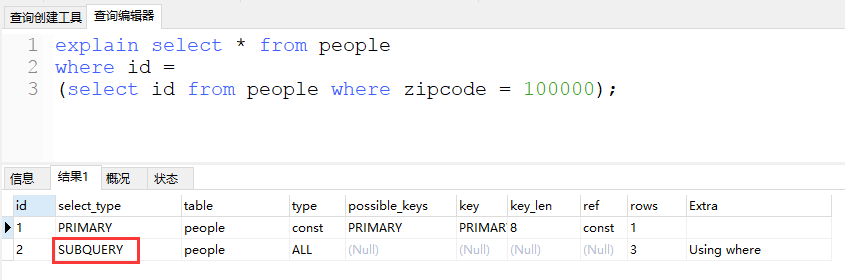 查询创建工具 查询编辑器
1 explain select * from people
2 where id =
3 (select id from people where zipcode = 100000);
信息 结果1 概况 状态
id select_type table type possible_keys key key_len ref rows Extra
1 PRIMARY people const PRIMARY PRIMAR 8 const 1
2 SUBQUERY people ALL (Null) (Null) (Null) (Null) 3 Using where